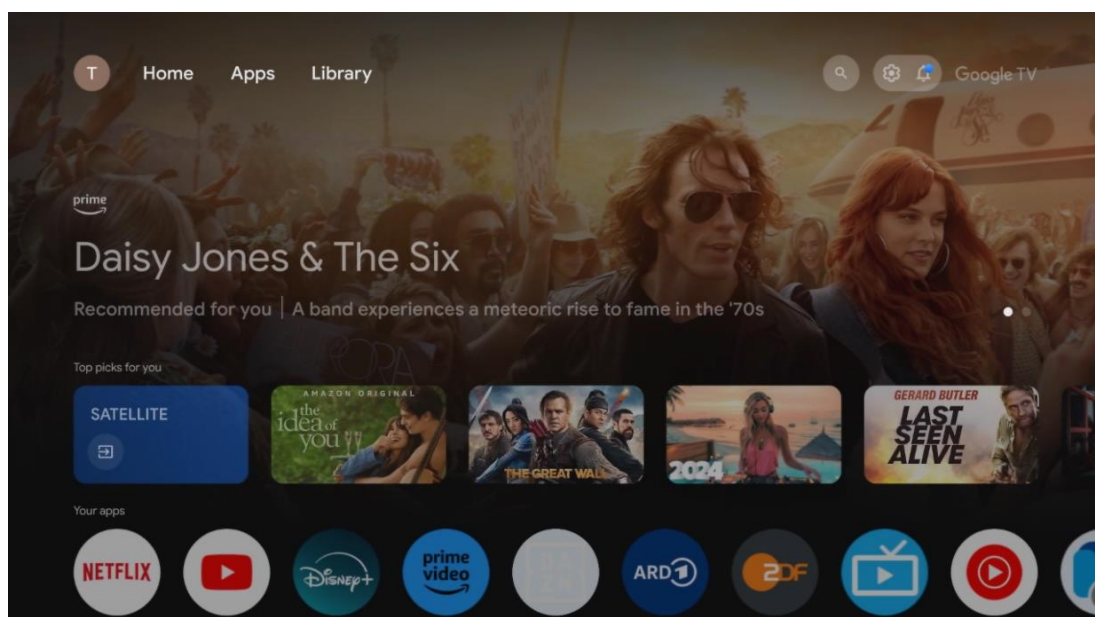 T
Home Apps Library
Google TV
prime
Daisy Jones & The Six
Recommended for you | A band experiences a meteoric rise to fame in the '70s
Top picks for you
SATELLITE
AMAZON ORIGINAL
the
idea of
you
THE GREAT WALL
2024
GERARD BUTLER
LAST
SEEN
ALIVE
Your apps
NETFLIX
Disney+
prime
video
ARD 1
ZDF